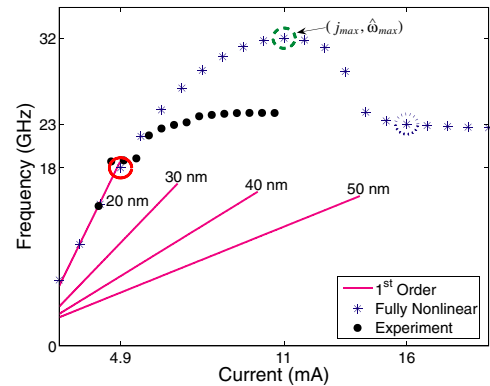 ( j_max, ω̂_max)
32
23
18
Frequency (GHz)
20 nm
30 nm
40 nm
50 nm
1st Order
Fully Nonlinear
Experiment
4.9
11
16
Current (mA)